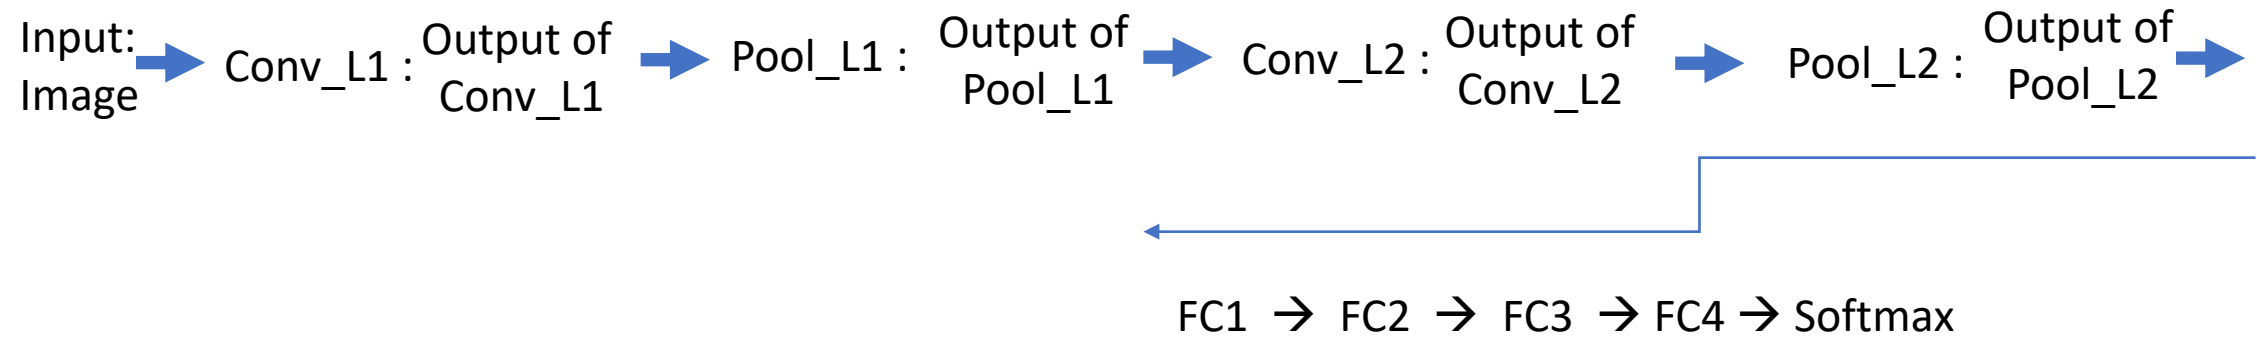 Input:
Image
Conv_L1 :
Output of
Conv_L1
Pool_L1 :
Output of
Pool_L1
Conv_L2 :
Output of
Conv_L2
Pool_L2 :
Output of
Pool_L2
FC1 → FC2 → FC3 → FC4 → Softmax